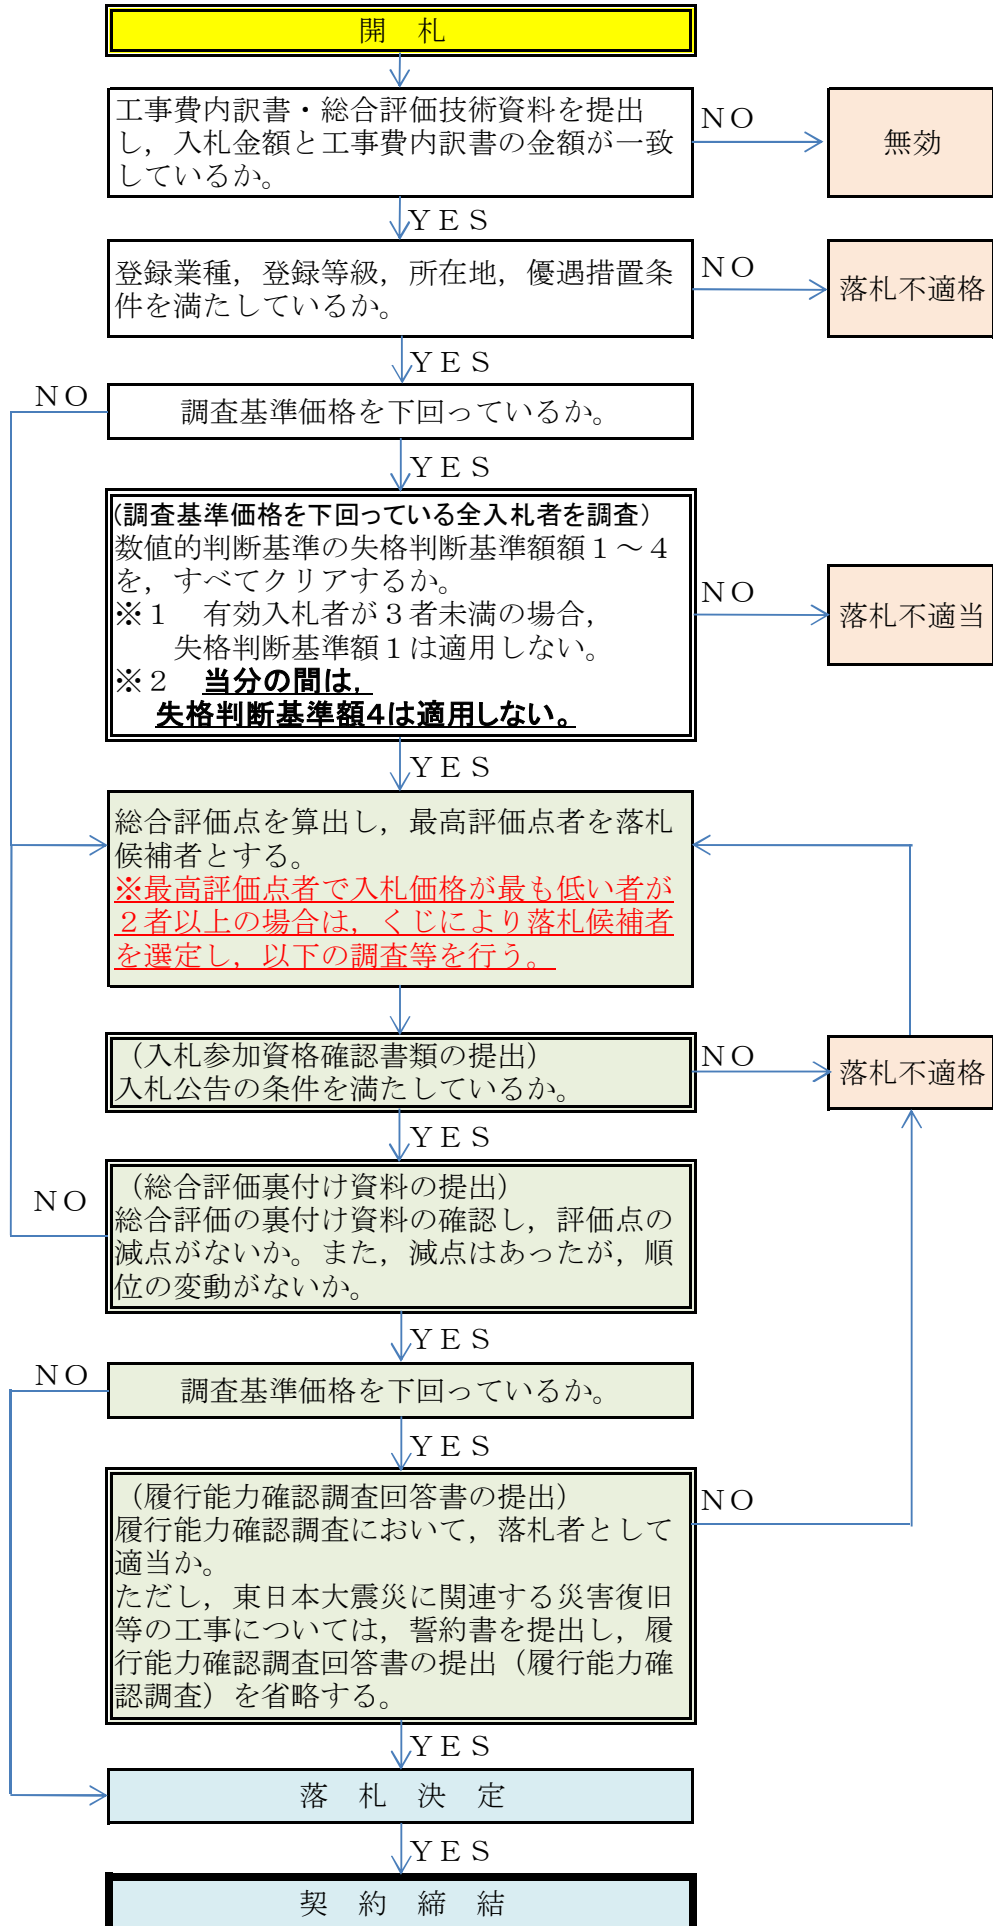 開　札
工事費内訳書・総合評価技術資料を提出
し，入札金額と工事費内訳書の金額が一致
しているか。
NO
無効
YES
登録業種，登録等級，所在地，優遇措置条
件を満たしているか。
NO
落札不適格
YES
NO
調査基準価格を下回っているか。
YES
(調査基準価格を下回っている全入札者を調査）
数値的判断基準の失格判断基準額額１～４
を，すべてクリアするか。
※１　有効入札者が３者未満の場合，
失格判断基準額１は適用しない。
※２　当分の間は，
失格判断基準額4は適用しない。
NO
落札不適当
YES
総合評価点を算出し，最高評価点者を落札
候補者とする。
※最高評価点者で入札価格が最も低い者が
２者以上の場合は，くじにより落札候補者
を選定し，以下の調査等を行う。
（入札参加資格確認書類の提出）
入札公告の条件を満たしているか。
NO
落札不適格
YES
NO
（総合評価裏付け資料の提出）
総合評価の裏付け資料の確認し，評価点の
減点がないか。また，減点はあったが，順
位の変動がないか。
YES
NO
調査基準価格を下回っているか。
YES
（履行能力確認調査回答書の提出）
履行能力確認調査において，落札者として
適当か。
ただし，東日本大震災に関連する災害復旧
等の工事については，誓約書を提出し，履
行能力確認調査回答書の提出（履行能力確
認調査）を省略する。
NO
YES
落　札　決　定
YES
契　約　締　結